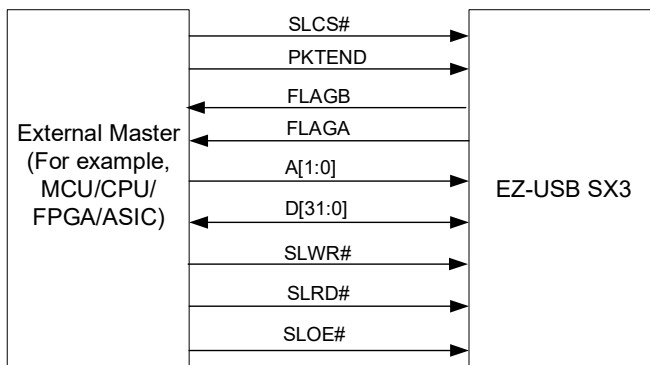 SLCS#
PKTEND
FLAGB
FLAGA
External Master
(For example,
MCU/CPU/
FPGA/ASIC)
A[1:0]
D[31:0]
EZ-USB SX3
SLWR#
SLRD#
SLOE#